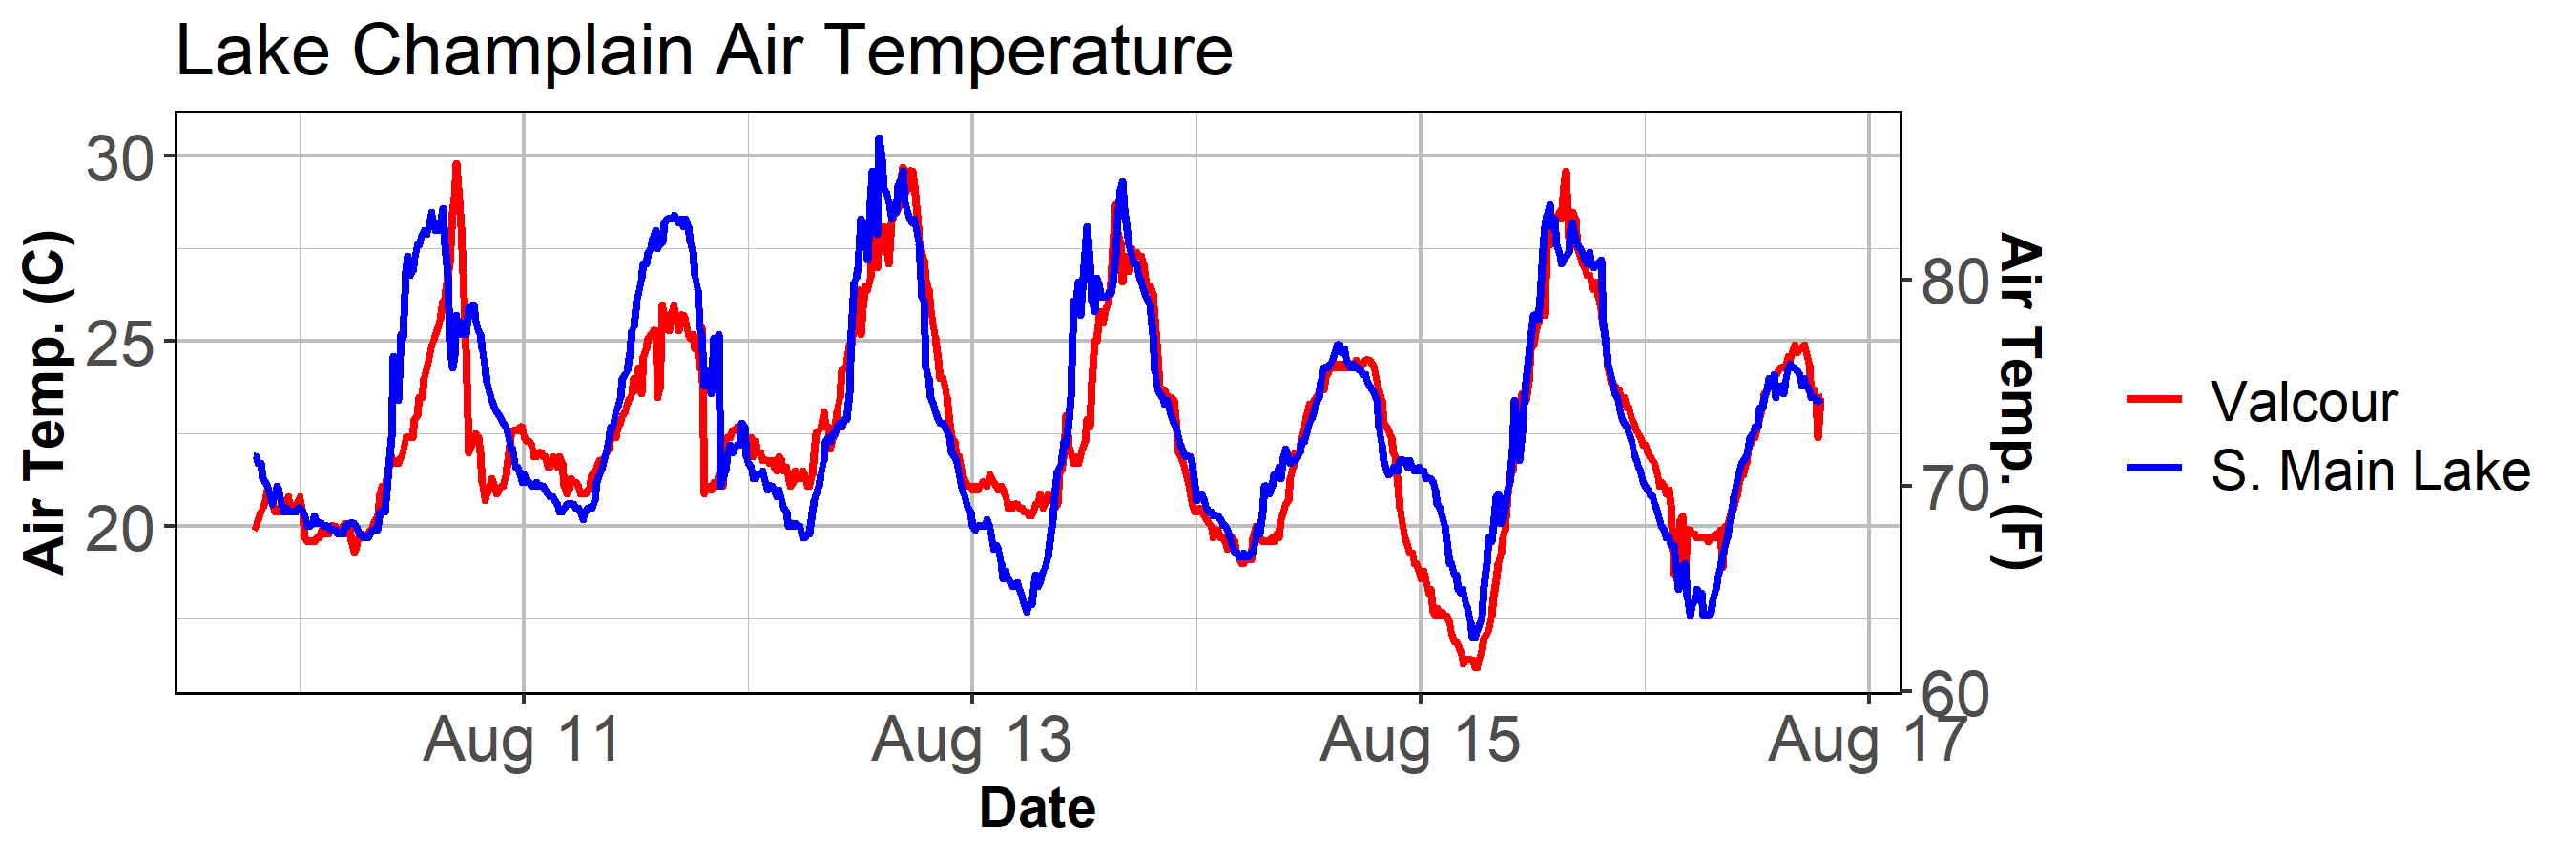 Lake Champlain Air Temperature
30
25
20
Air Temp. (C)
80
70
60
Air Temp. (F)
Aug 11
Aug 13
Aug 15
Aug 17
Date
Valcour
S. Main Lake